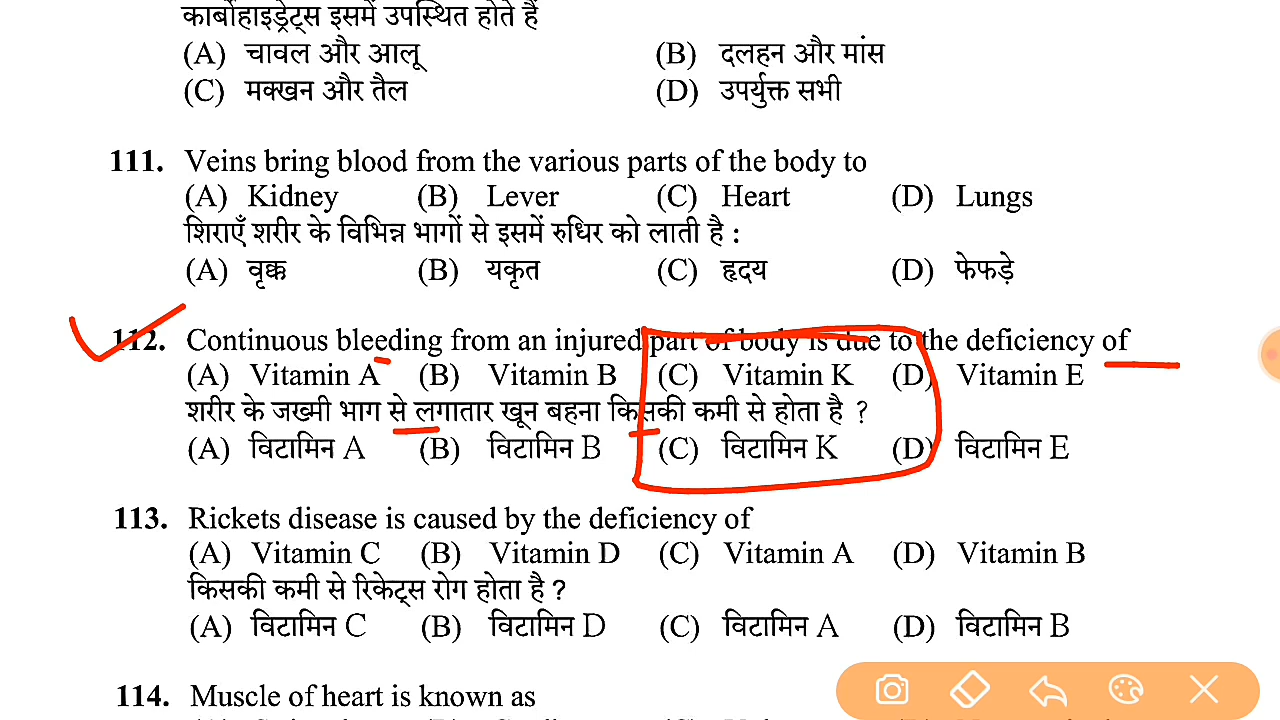 कार्बोहाइड्रेट्स इसमें उपस्थित होते हैं
(A) चावल और आलू (B) दलहन और मांस
(C) मक्खन और तैल (D) उपर्युक्त सभी
111. Veins bring blood from the various parts of the body to
(A) Kidney (B) Lever (C) Heart (D) Lungs
शिराएँ शरीर के विभिन्न भागों से इसमें रुधिर को लाती है :
(A) वृक्क (B) यकृत (C) हृदय (D) फेफड़े
112. Continuous bleeding from an injured part of body is due to the deficiency of
(A) Vitamin A (B) Vitamin B (C) Vitamin K (D) Vitamin E
शरीर के जख्मी भाग से लगातार खून बहना किसकी कमी से होता है ?
(A) विटामिन A (B) विटामिन B (C) विटामिन K (D) विटामिन E
113. Rickets disease is caused by the deficiency of
(A) Vitamin C (B) Vitamin D (C) Vitamin A (D) Vitamin B
किसकी कमी से रिकेट्स रोग होता है ?
(A) विटामिन C (B) विटामिन D (C) विटामिन A (D) विटामिन B
114. Muscle of heart is known as